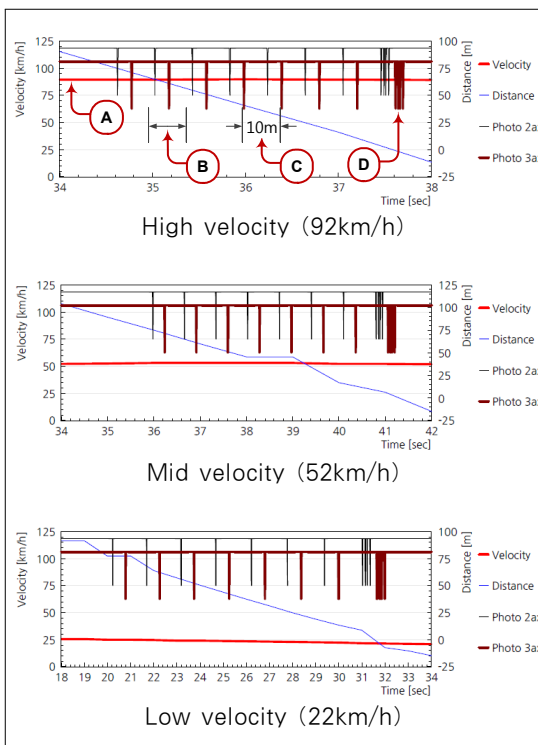 Velocity [km/h]
125
100
75
50
25
0
A
B
10m
C
D
34 35 36 37 38
Time [sec]
100
75
50
25
0
-25
Distance [m]
Velocity
Distance
Photo 2a
Photo 3a
High velocity (92km/h)
Velocity [km/h]
125
100
75
50
25
0
34 35 36 37 38 39 40 41 42
Time [sec]
125
100
75
50
25
0
-25
Distance [m]
Velocity
Distance
Photo 2a
Photo 3a
Mid velocity (52km/h)
Velocity [km/h]
125
100
75
50
25
0
18 19 20 21 22 23 24 25 26 27 28 29 30 31 32 33 34
Time [sec]
100
75
50
25
0
-25
Distance [m]
Velocity
Distance
Photo 2a
Photo 3a
Low velocity (22km/h)